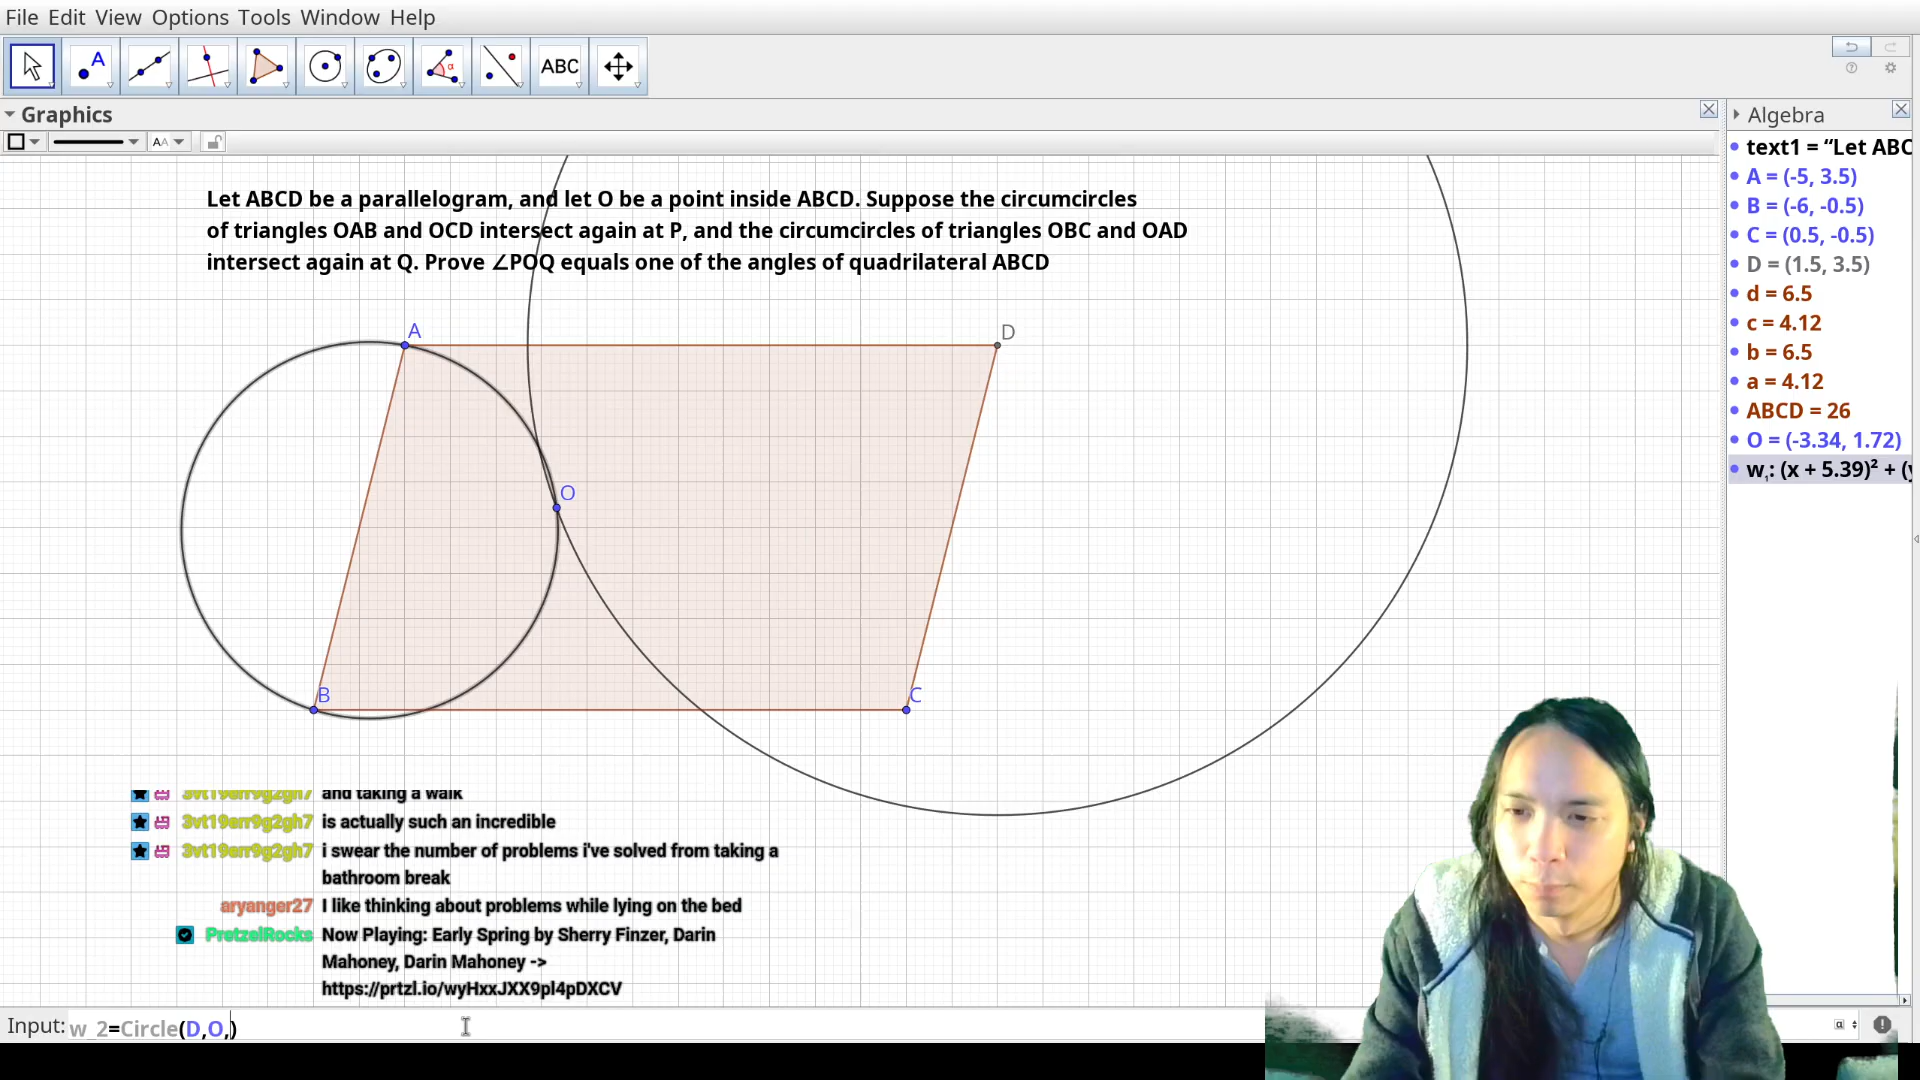 File Edit View Options Tools Window Help
A
α
ABC
Graphics
AA
Algebra
Let ABCD be a parallelogram, and let O be a point inside ABCD. Suppose the circumcircles
of triangles OAB and OCD intersect again at P, and the circumcircles of triangles OBC and OAD
intersect again at Q. Prove ∠POQ equals one of the angles of quadrilateral ABCD
text1 = “Let ABC
A = (-5, 3.5)
B = (-6, -0.5)
C = (0.5, -0.5)
D = (1.5, 3.5)
d = 6.5
c = 4.12
b = 6.5
a = 4.12
ABCD = 26
O = (-3.34, 1.72)
w₁: (x + 5.39)² + (y
A
D
O
B
C
3vt19err9g2gh7 and taking a walk
3vt19err9g2gh7 is actually such an incredible
3vt19err9g2gh7 i swear the number of problems i've solved from taking a
bathroom break
aryanger27 I like thinking about problems while lying on the bed
PretzelRocks Now Playing: Early Spring by Sherry Finzer, Darin
Mahoney, Darin Mahoney ->
https://prtzl.io/wyHxxJXX9pl4pDXCV
Input: w_2=Circle(D,O,)
α